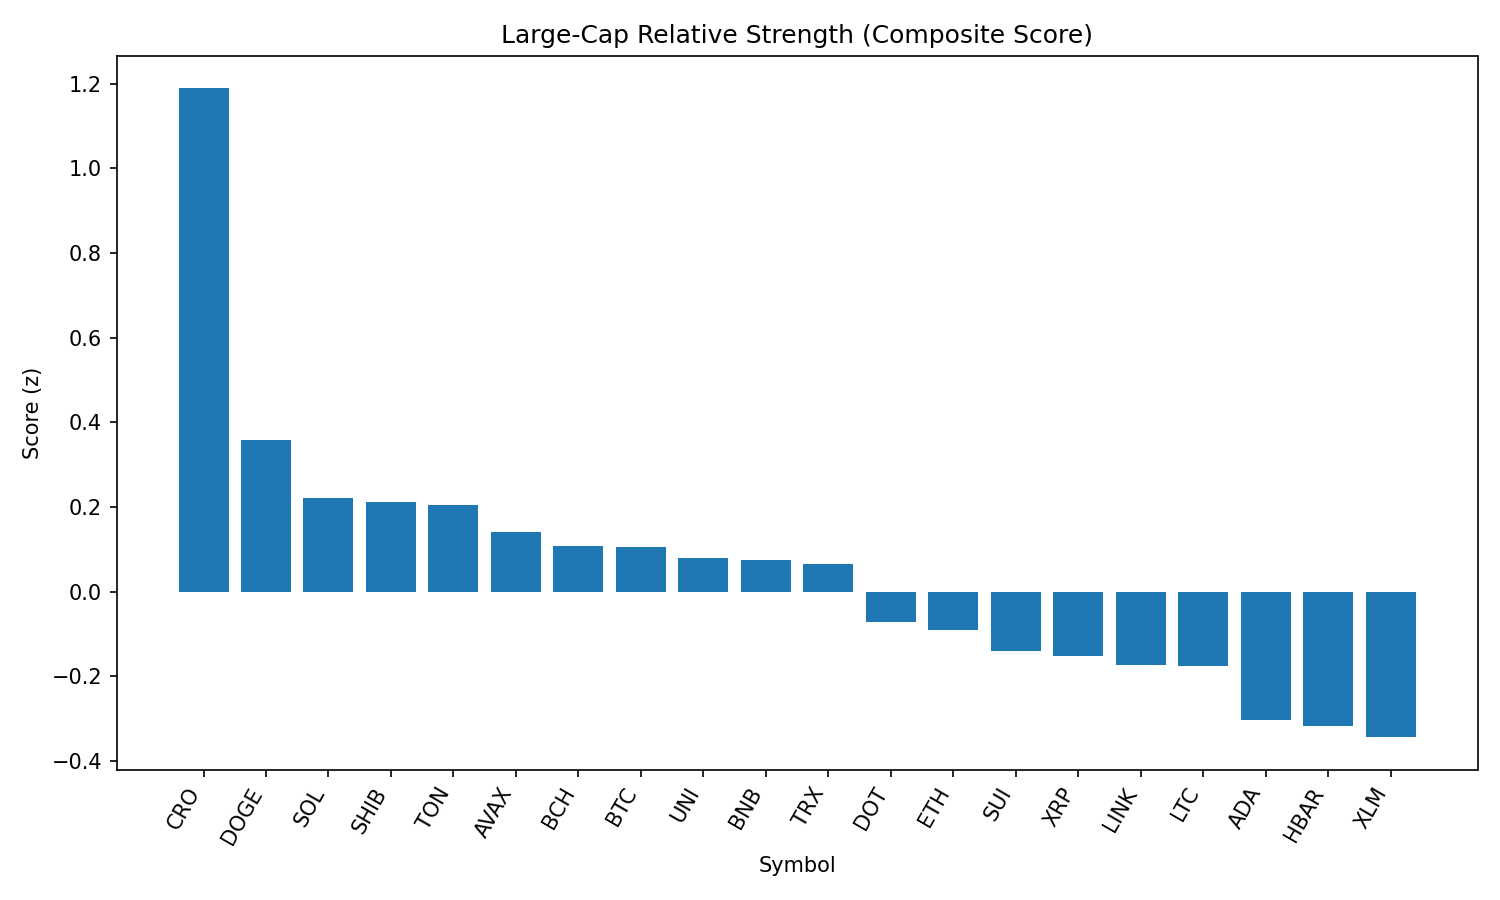 Large-Cap Relative Strength (Composite Score)
1.2
1.0
0.8
0.6
0.4
0.2
0.0
−0.2
−0.4
Score (z)
CRO
DOGE
SOL
SHIB
TON
AVAX
BCH
BTC
UNI
BNB
TRX
DOT
ETH
SUI
XRP
LINK
LTC
ADA
HBAR
XLM
Symbol